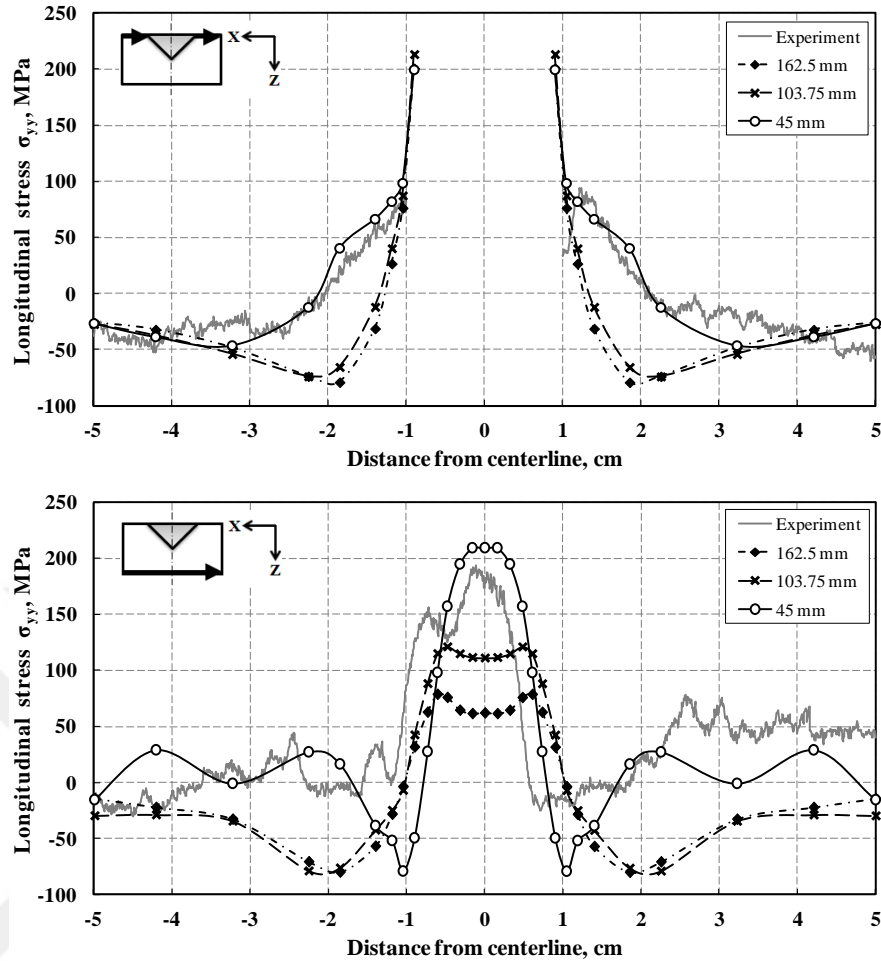 250
200
150
100
50
0
-50
-100
Longitudinal stress σyy, MPa
X
Z
Experiment
162.5 mm
103.75 mm
45 mm
-5 -4 -3 -2 -1 0 1 2 3 4 5
Distance from centerline, cm
250
200
150
100
50
0
-50
-100
Longitudinal stress σyy, MPa
X
Z
Experiment
162.5 mm
103.75 mm
45 mm
-5 -4 -3 -2 -1 0 1 2 3 4 5
Distance from centerline, cm